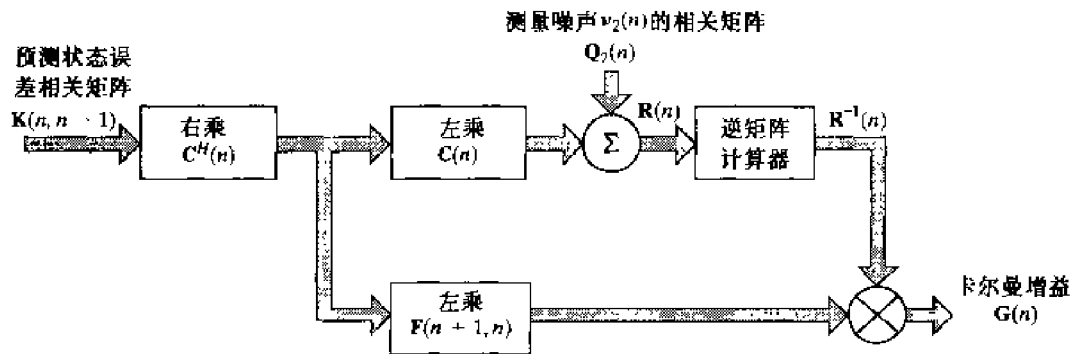 测量噪声ν₂(n)的相关矩阵
Q₂(n)
预测状态误
差相关矩阵
K(n, n - 1)
右乘
Cᴴ(n)
左乘
C(n)
Σ
R(n)
逆矩阵
计算器
R⁻¹(n)
左乘
F(n + 1, n)
卡尔曼增益
G(n)